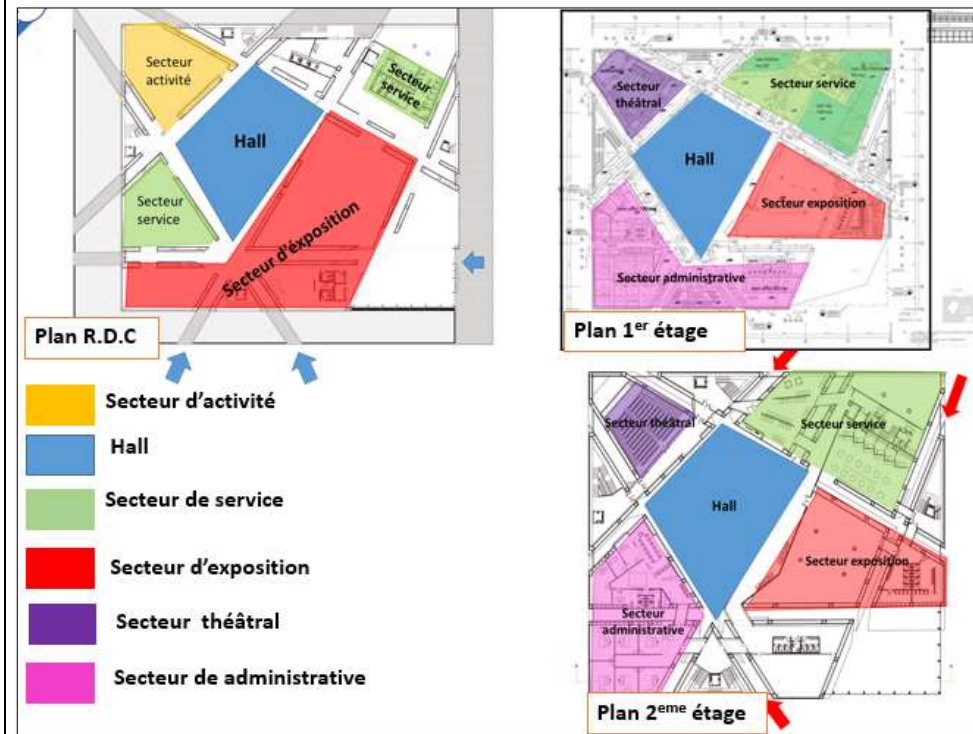 Secteur
activité
Hall
Secteur
service
Secteur
service
Secteur d'exposition
Plan R.D.C
Secteur
théâtral
Secteur service
Hall
Secteur exposition
Secteur administrative
Plan 1er étage
Secteur d'activité
Hall
Secteur de service
Secteur d'exposition
Secteur théâtral
Secteur de administrative
Secteur théâtral
Secteur service
Hall
Secteur exposition
Secteur
administrative
Plan 2eme étage